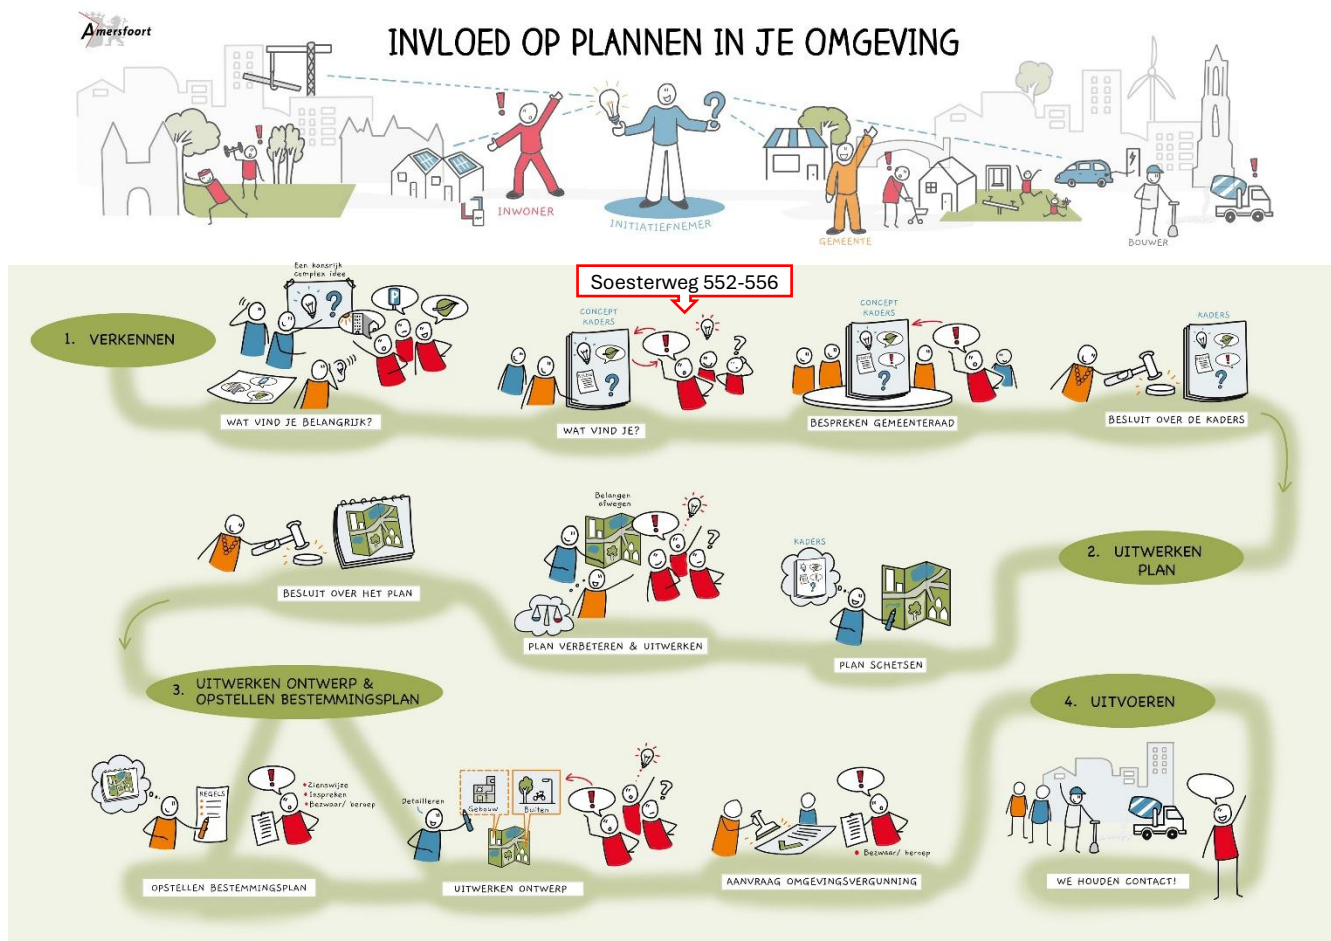 Amersfoort
INVLOED OP PLANNEN IN JE OMGEVING
INWONER
INITIATIEFNEMER
GEMEENTE
BOUWER
Soesterweg 552-556
1. VERKENNEN
Een kansrijk
complex idee
P
WAT VIND JE BELANGRIJK?
CONCEPT
KADERS
WAT VIND JE?
CONCEPT
KADERS
BESPREKEN GEMEENTERAAD
KADERS
BESLUIT OVER DE KADERS
2. UITWERKEN
PLAN
KADERS
PLAN SCHETSEN
Belangen
afwegen
PLAN VERBETEREN & UITWERKEN
BESLUIT OVER HET PLAN
3. UITWERKEN ONTWERP &
OPSTELLEN BESTEMMINGSPLAN
REGELS
• Zienswijze
• Inspreken
• Bezwaar/ beroep
OPSTELLEN BESTEMMINGSPLAN
Detailleren
Gebouw
Buiten
UITWERKEN ONTWERP
• Bezwaar/ beroep
AANVRAAG OMGEVINGSVERGUNNING
4. UITVOEREN
WE HOUDEN CONTACT!